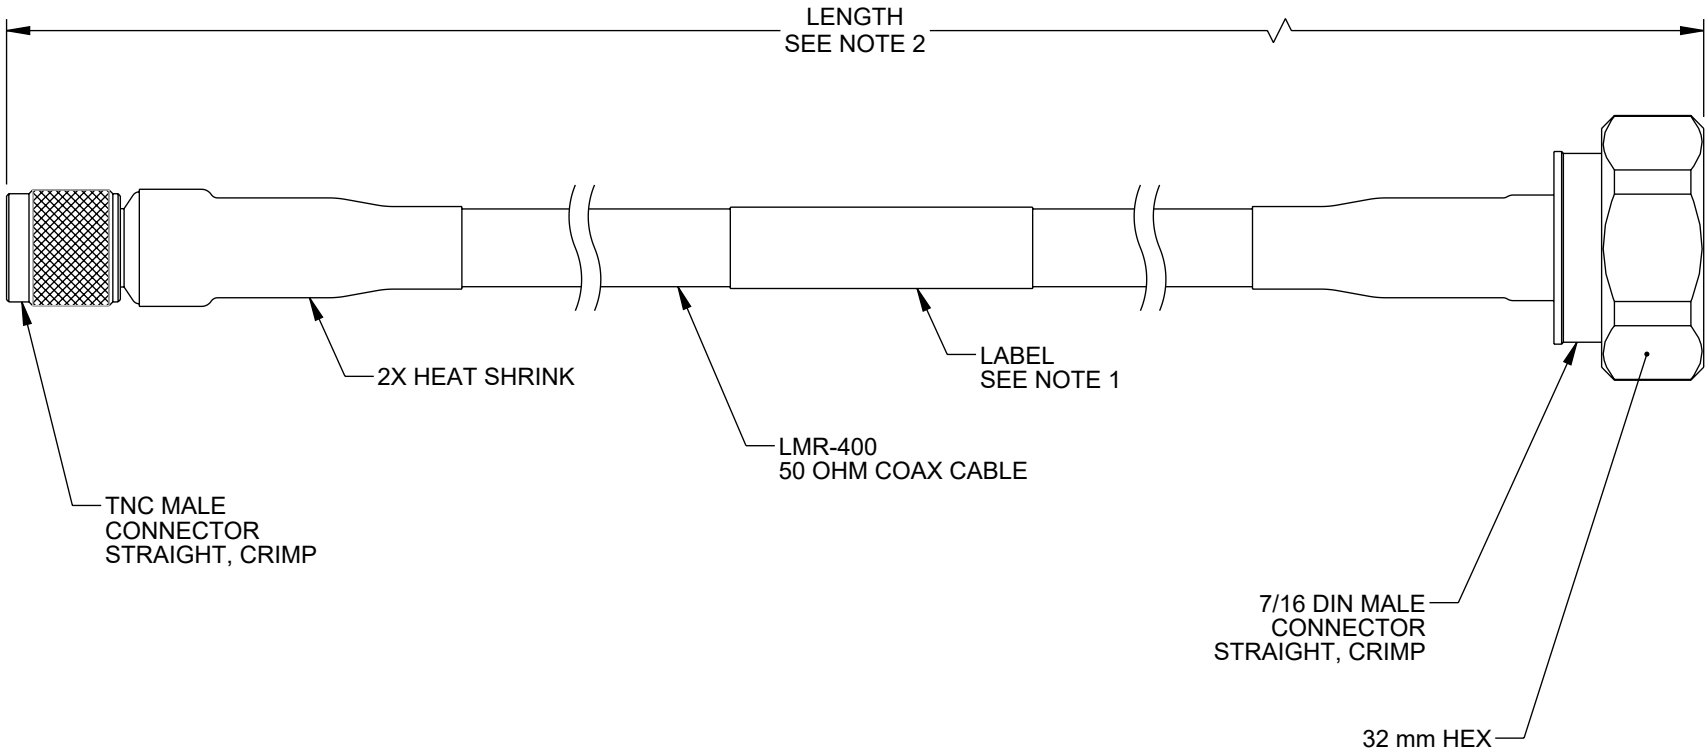 LENGTH
SEE NOTE 2
2X HEAT SHRINK
LABEL
SEE NOTE 1
LMR-400
50 OHM COAX CABLE
TNC MALE
CONNECTOR
STRAIGHT, CRIMP
7/16 DIN MALE
CONNECTOR
STRAIGHT, CRIMP
32 mm HEX